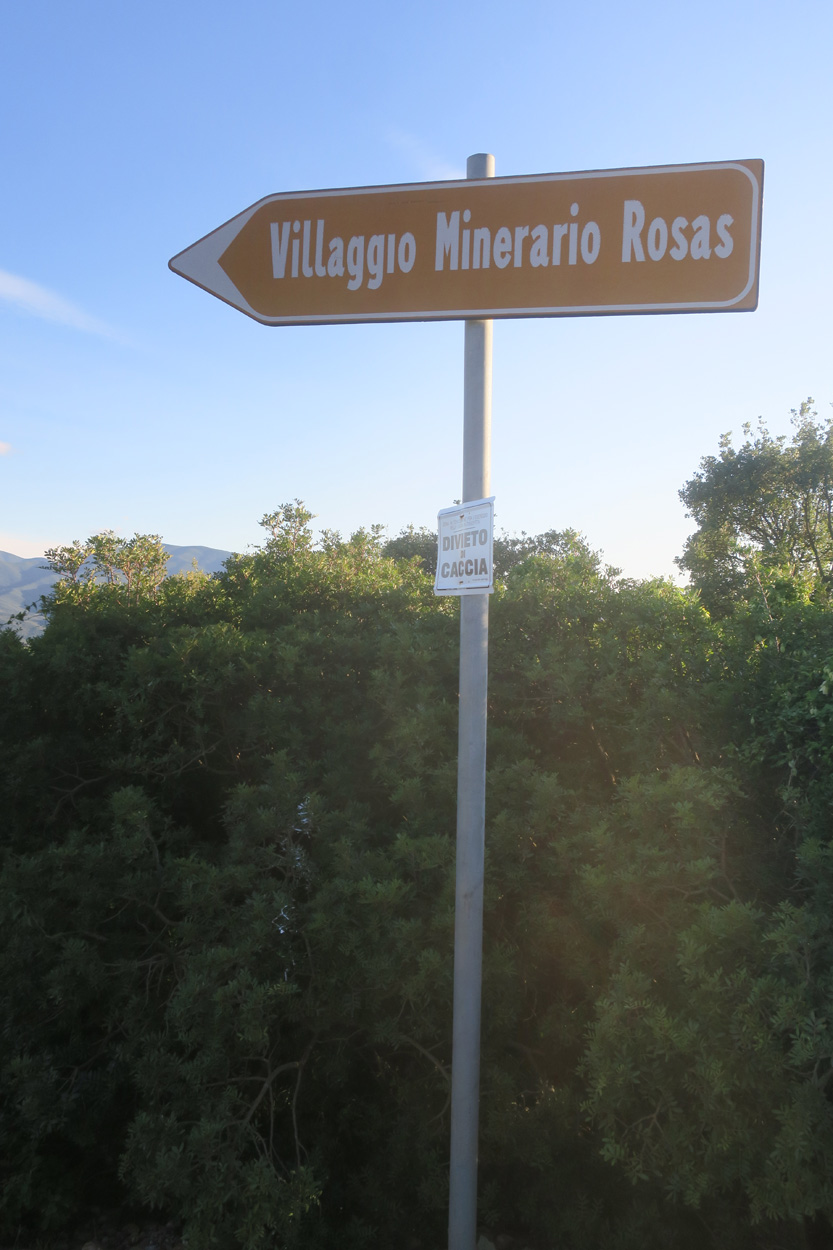 Villaggio Minerario Rosas
DIVIETO
DI
CACCIA